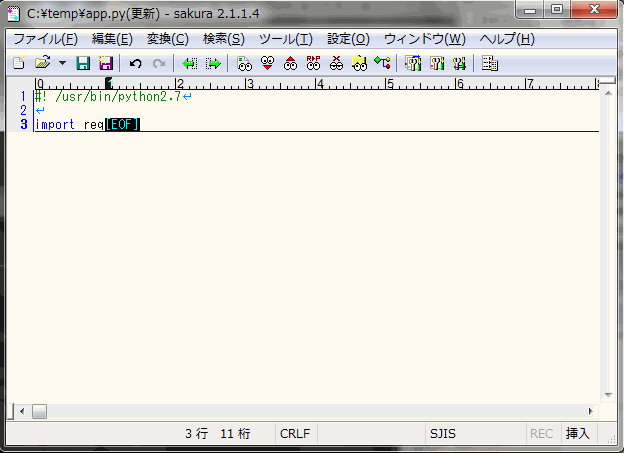 C:¥temp¥app.py(更新) - sakura 2.1.1.4
ファイル(F) 編集(E) 変換(C) 検索(S) ツール(T) 設定(O) ウィンドウ(W) ヘルプ(H)
0 1 2 3 4 5 6 7
1 #! /usr/bin/python2.7↵
2 ↵
3 import req[EOF]
3 行 11 桁 CRLF SJIS REC 挿入